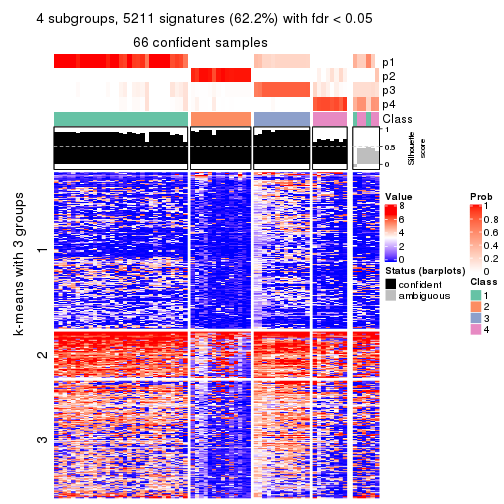 4 subgroups, 5211 signatures (62.2%) with fdr < 0.05
66 confident samples
p1
p2
p3
p4
Class
1
0.5
0
Silhouette
score
k-means with 3 groups
1
2
3
Value
8
6
4
2
0
Status (barplots)
confident
ambiguous
Prob
1
0.8
0.6
0.4
0.2
0
Class
1
2
3
4